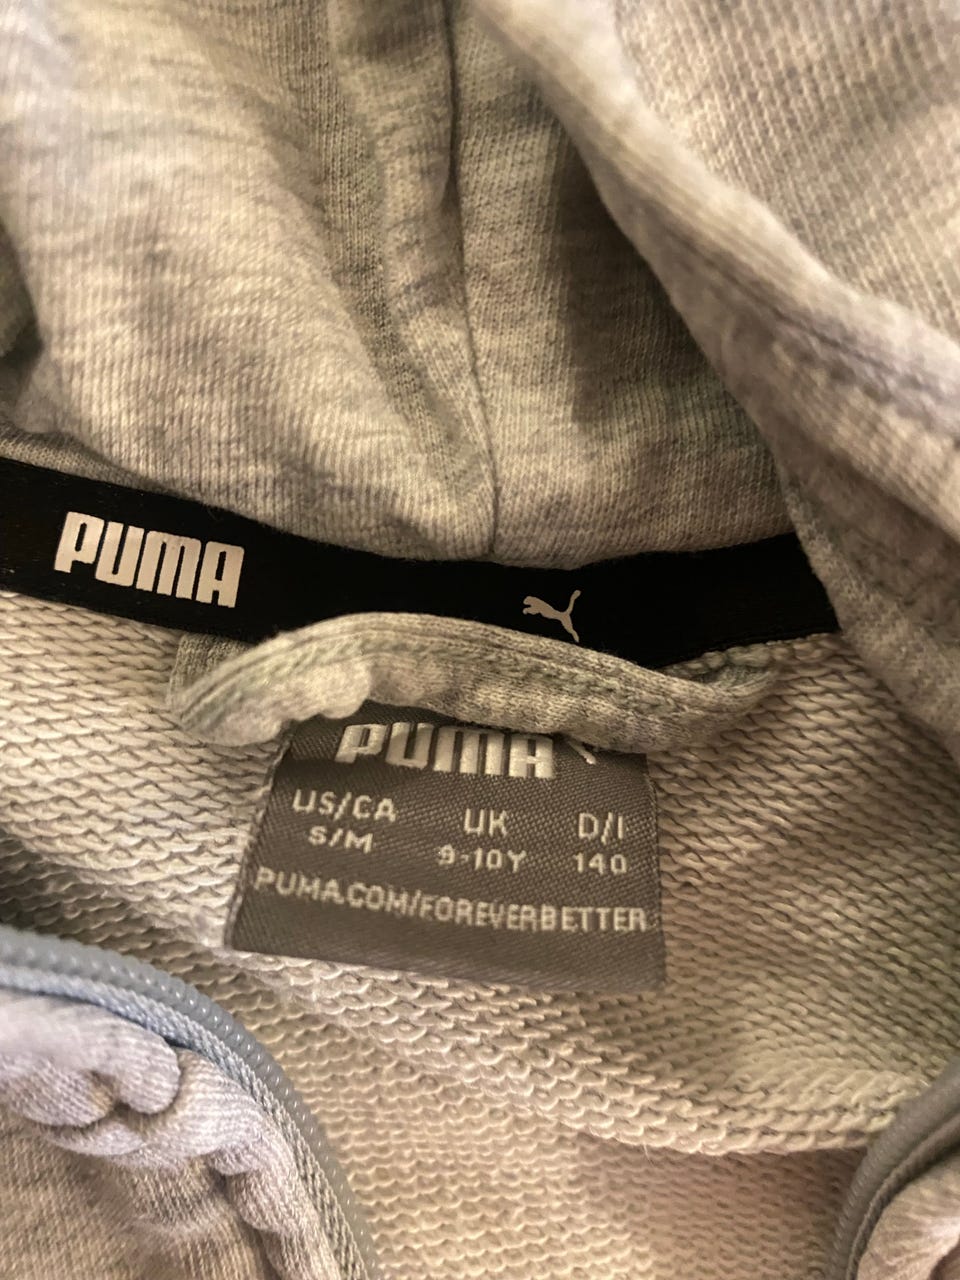 PUMA
PUMA
US/CA UK D/I
S/M 9-10Y 140
PUMA.COM/FOREVERBETTER